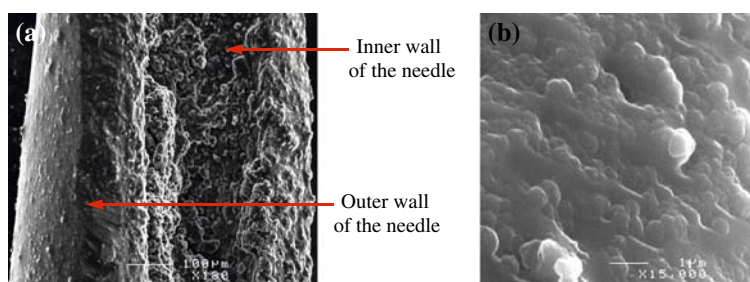 (a)
Inner wall
of the needle
Outer wall
of the needle
100µm
X180
(b)
1µm
X15,000